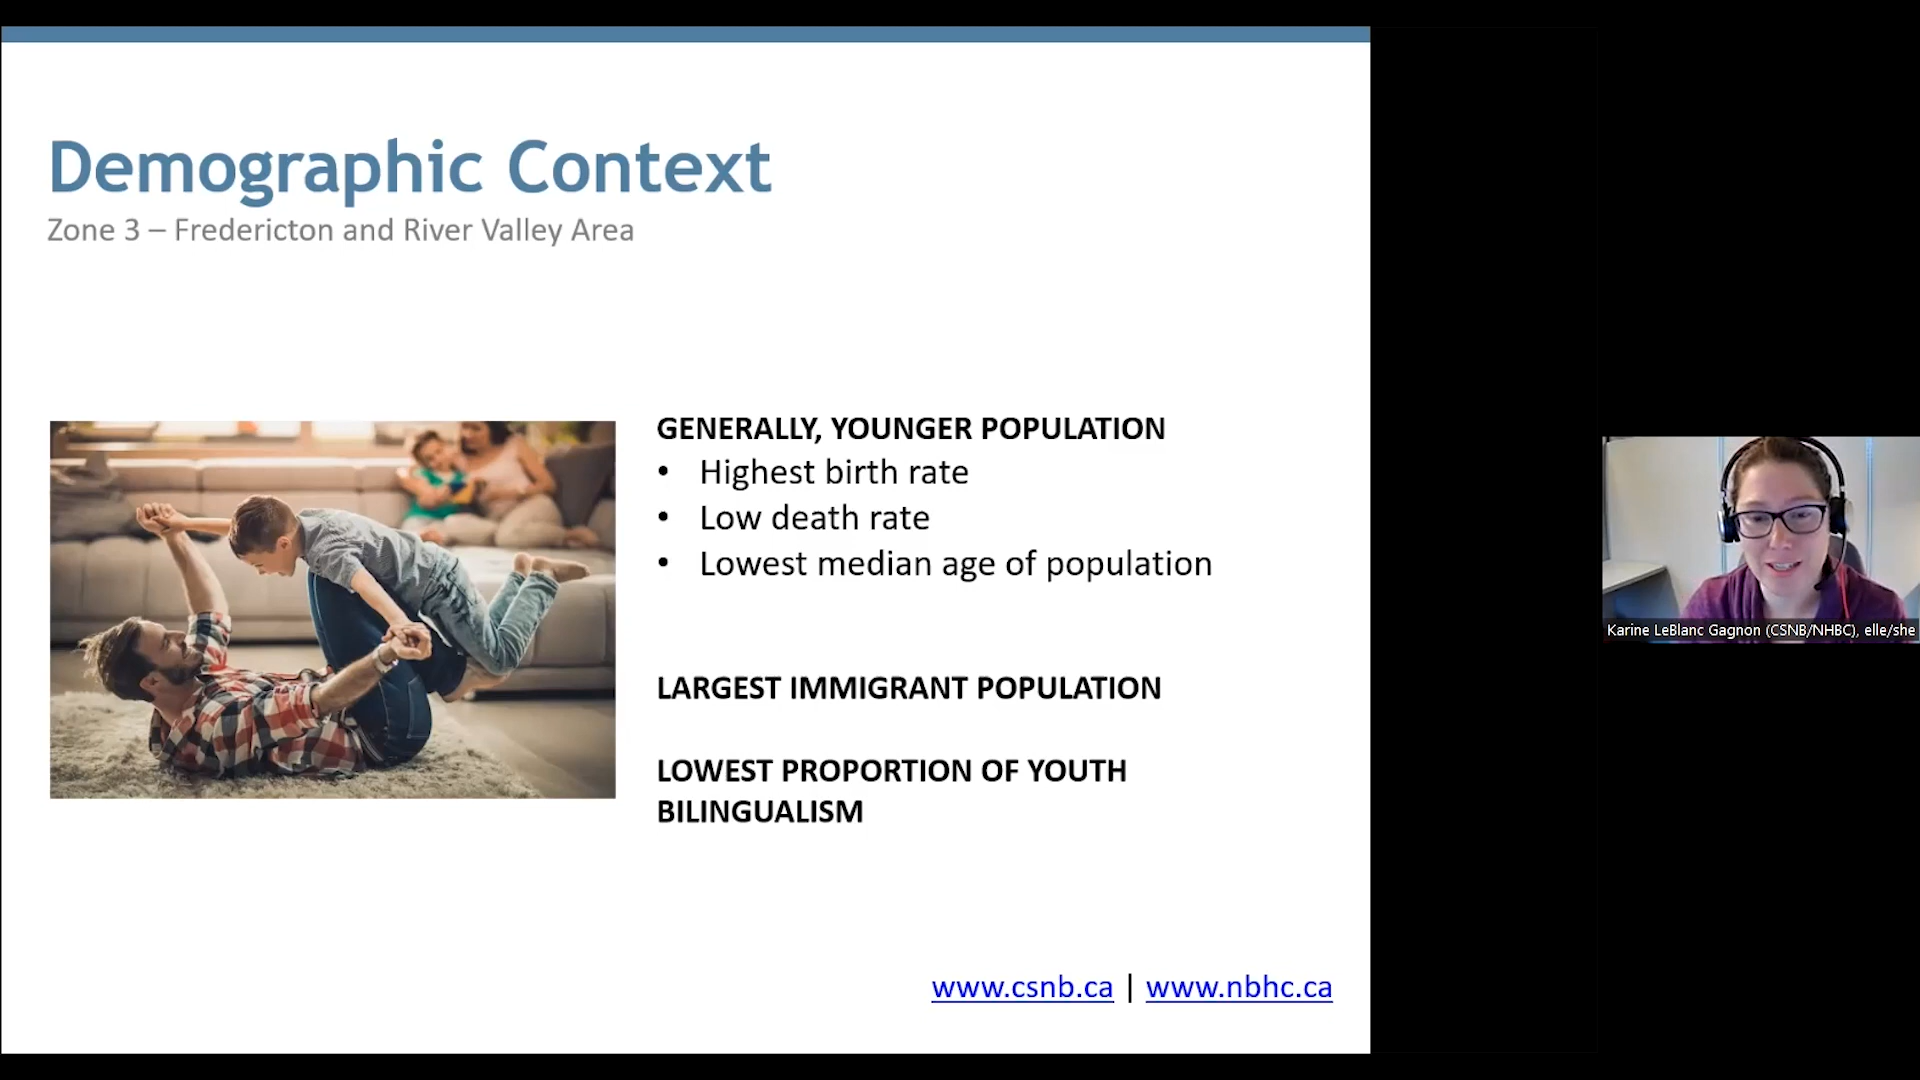 Demographic Context
Zone 3 – Fredericton and River Valley Area
GENERALLY, YOUNGER POPULATION
• Highest birth rate
• Low death rate
• Lowest median age of population
LARGEST IMMIGRANT POPULATION
LOWEST PROPORTION OF YOUTH
BILINGUALISM
www.csnb.ca | www.nbhc.ca
Karine LeBlanc Gagnon (CSNB/NHBC), elle/she